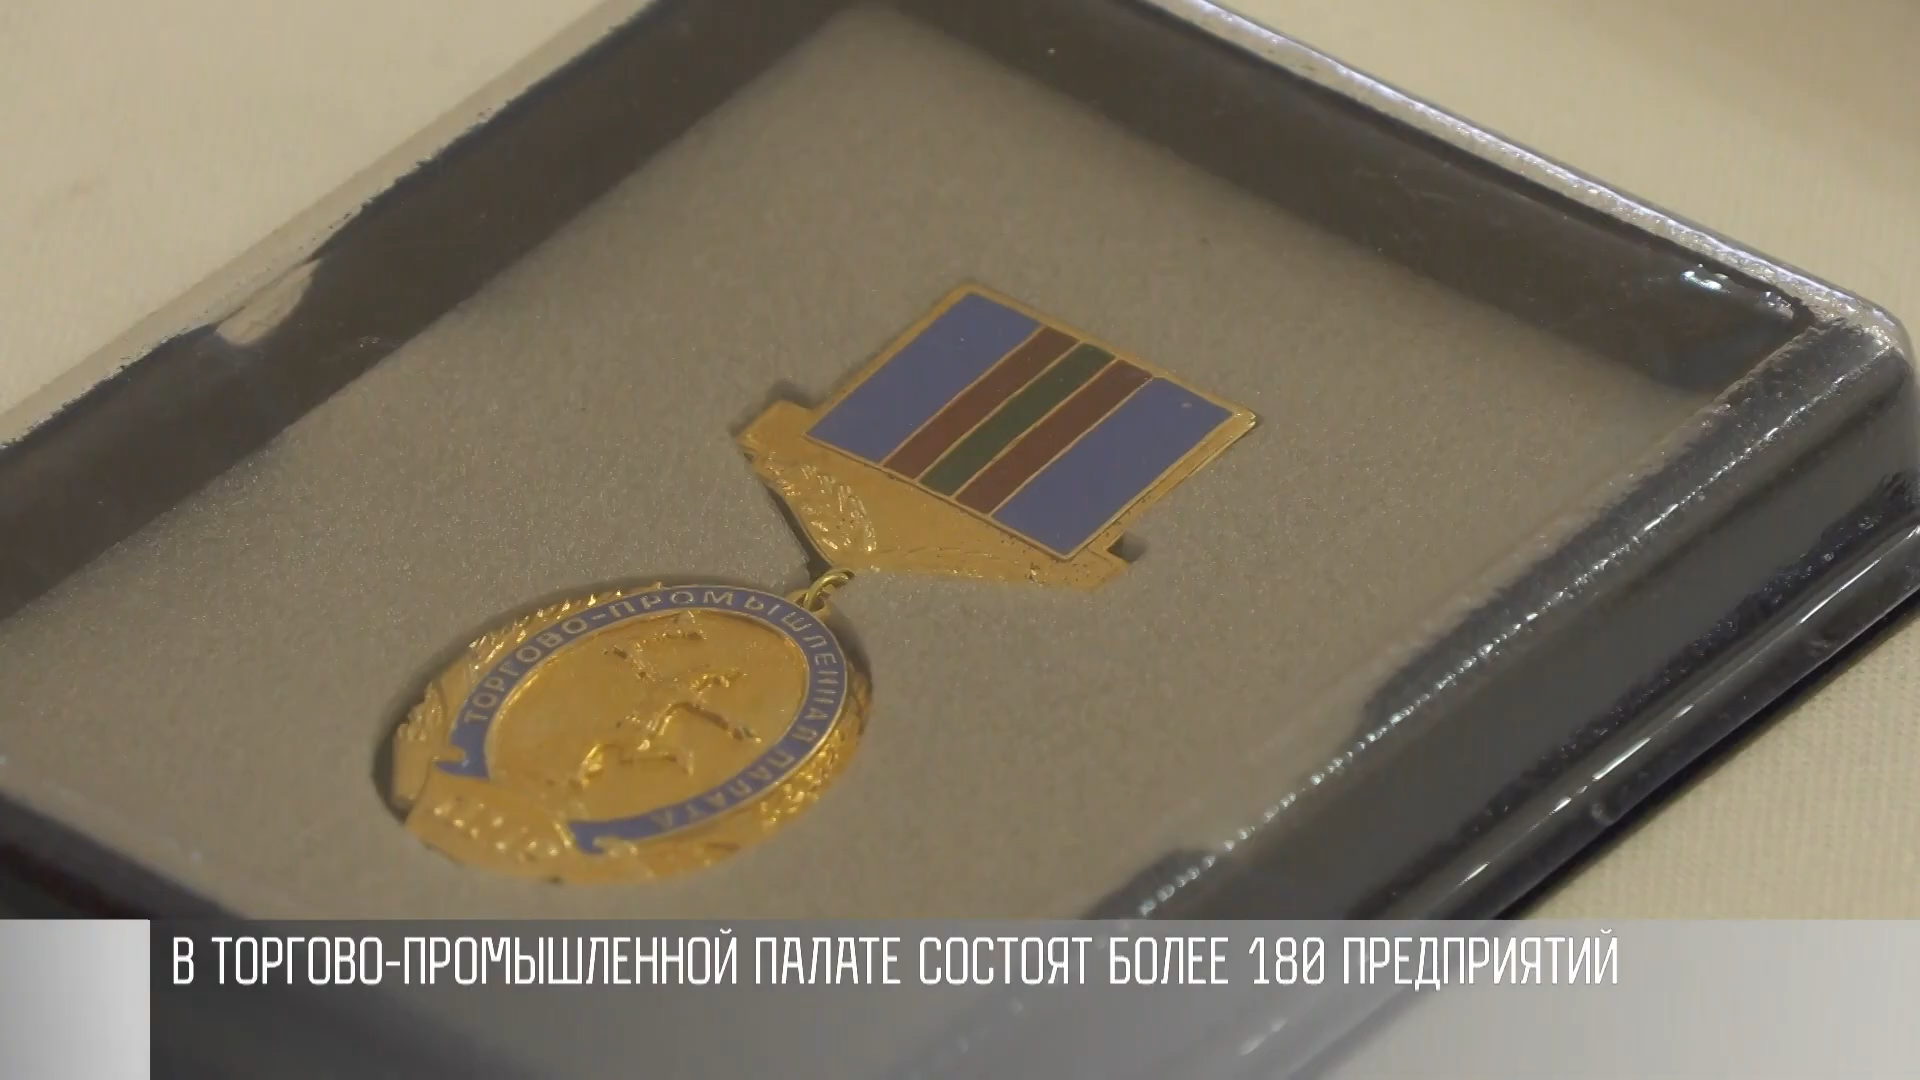 ТОРГОВО-ПРОМЫШЛЕННАЯ ПАЛАТА
В ТОРГОВО-ПРОМЫШЛЕННОЙ ПАЛАТЕ СОСТОЯТ БОЛЕЕ 180 ПРЕДПРИЯТИЙ